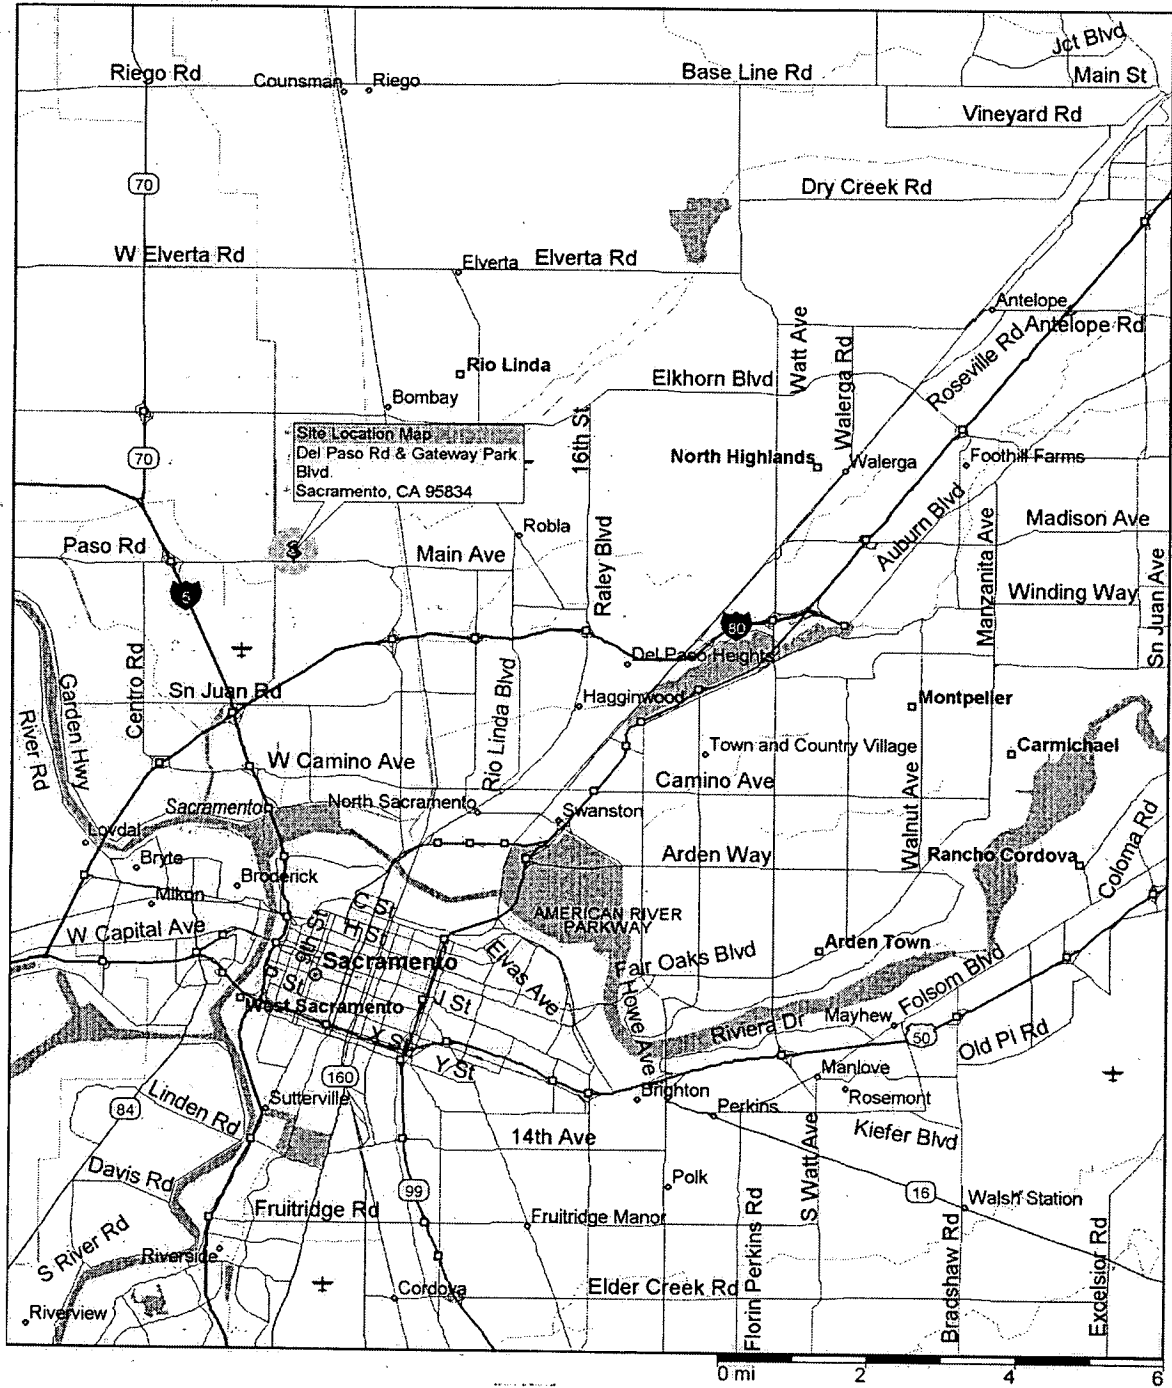 Jct Blvd
Riego Rd
Counsman
Riego
Base Line Rd
Main St
Vineyard Rd
70
Dry Creek Rd
W Elverta Rd
Elverta
Elverta Rd
Antelope
Antelope Rd
Watt Ave
Walerga Rd
Roseville Rd
Rio Linda
Elkhorn Blvd
Bombay
16th St
Site Location Map
Del Paso Rd & Gateway Park
Blvd.
Sacramento, CA 95834
70
North Highlands
Walerga
Foothill Farms
Auburn Blvd
Robla
Paso Rd
Main Ave
Raley Blvd
Madison Ave
Manzanita Ave
Winding Way
Sn Juan Ave
5
80
Del Paso Heights
Centro Rd
Garden Hwy
River Rd
Sn Juan Rd
Rio Linda Blvd
Hagginwood
Montpeller
Town and Country Village
Carmichael
W Camino Ave
Camino Ave
Sacramento
North Sacramento
Swanston
Walnut Ave
Lovdal
Bryte
Broderick
Mikon
Arden Way
Rancho Cordova
Coloma Rd
C St
H St
5th St
AMERICAN RIVER
PARKWAY
W Capital Ave
Elvas Ave
Fair Oaks Blvd
Arden Town
Sacramento
St
West Sacramento
J St
Howe Ave
Riviera Dr
Mayhew
Folsom Blvd
50
Old Pl Rd
X St
Y St
160
Manlove
Rosemont
Brighton
Perkins
84
Linden Rd
Sutterville
14th Ave
Kiefer Blvd
S Watt Ave
Davis Rd
Polk
99
16
Walsh Station
Fruitridge Rd
Fruitridge Manor
S River Rd
Riverside
Florin Perkins Rd
Bradshaw Rd
Excelsior Rd
Cordova
Elder Creek Rd
Riverview
0 mi 2 4 6